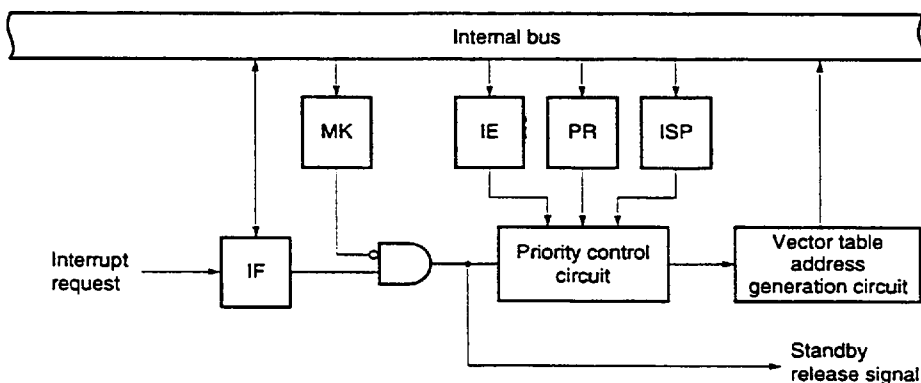 Internal bus
MK
IE
PR
ISP
Interrupt
request
IF
Priority control
circuit
Vector table
address
generation circuit
Standby
release signal